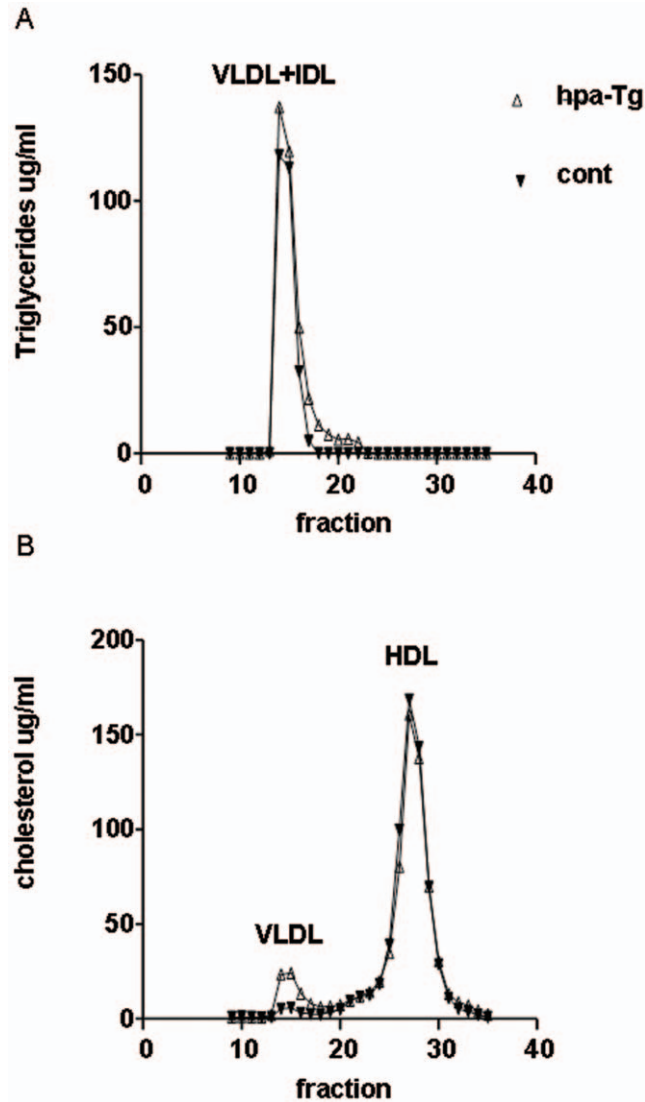 A
VLDL+IDL
hpa-Tg
cont
Triglycerides ug/ml
150
100
50
0
0 10 20 30 40
fraction
B
cholesterol ug/ml
200
150
100
50
0
HDL
VLDL
0 10 20 30 40
fraction